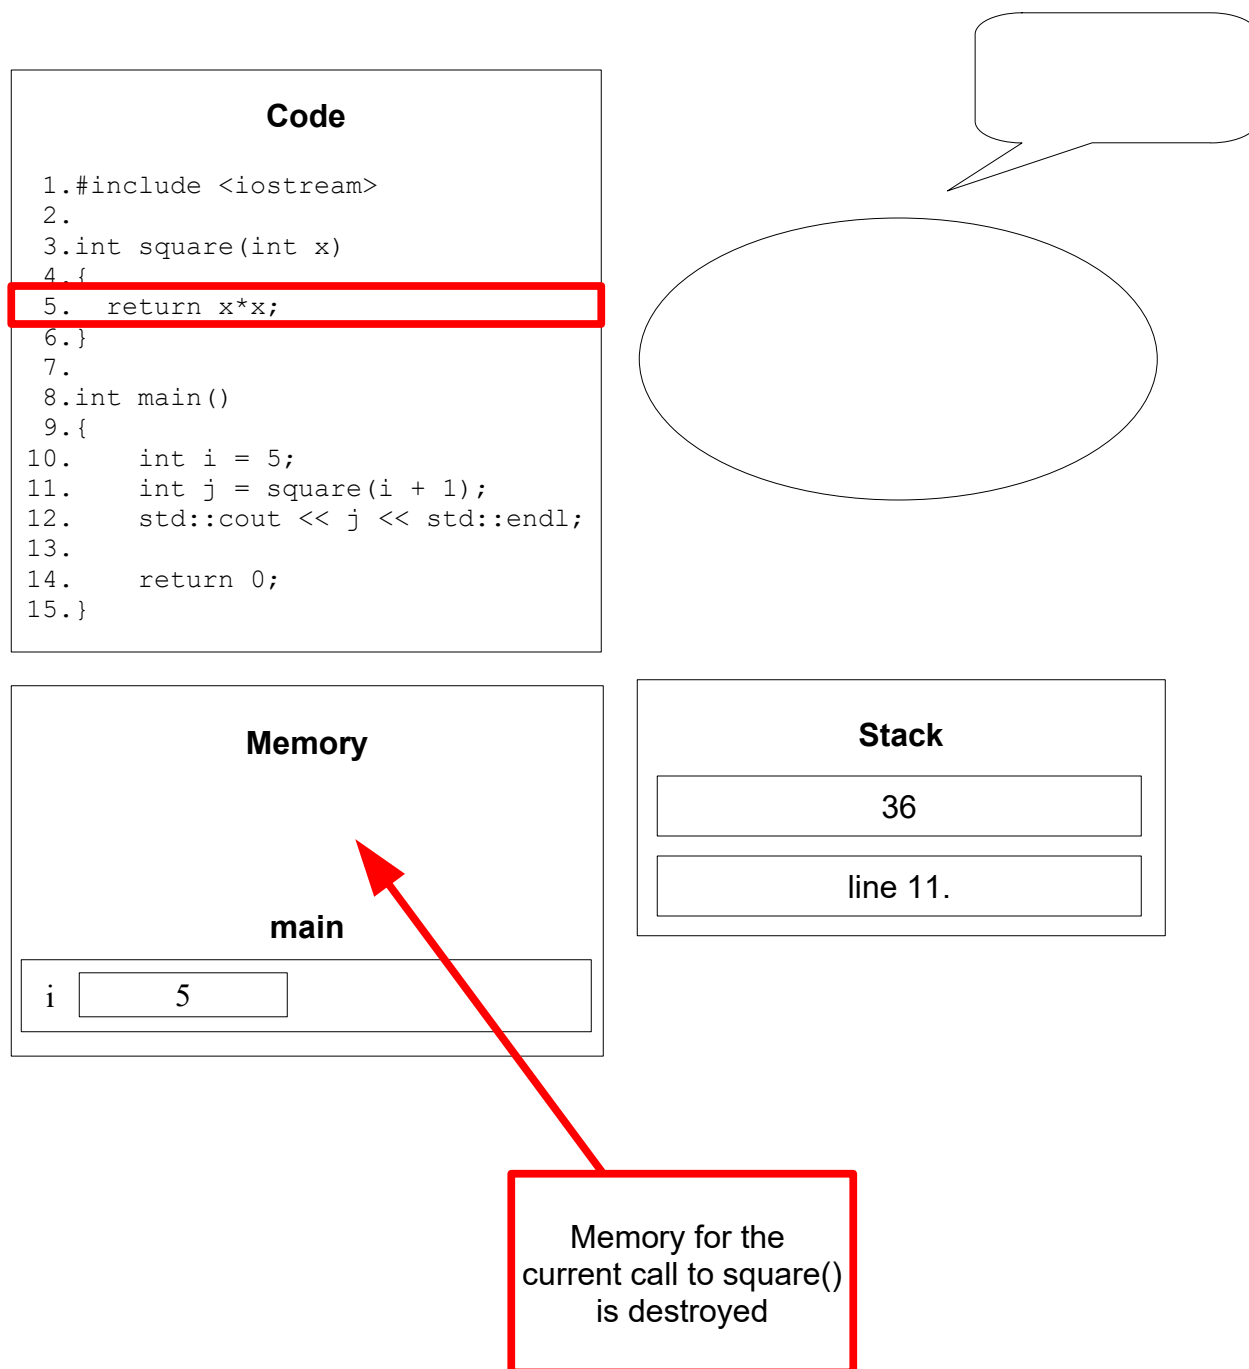 Code
1.#include <iostream>
2.
3.int square(int x)
4.{
5.  return x*x;
6.}
7.
8.int main()
9.{
10.    int i = 5;
11.    int j = square(i + 1);
12.    std::cout << j << std::endl;
13.
14.    return 0;
15.}
Memory
main
i 5
Stack
36
line 11.
Memory for the
current call to square()
is destroyed